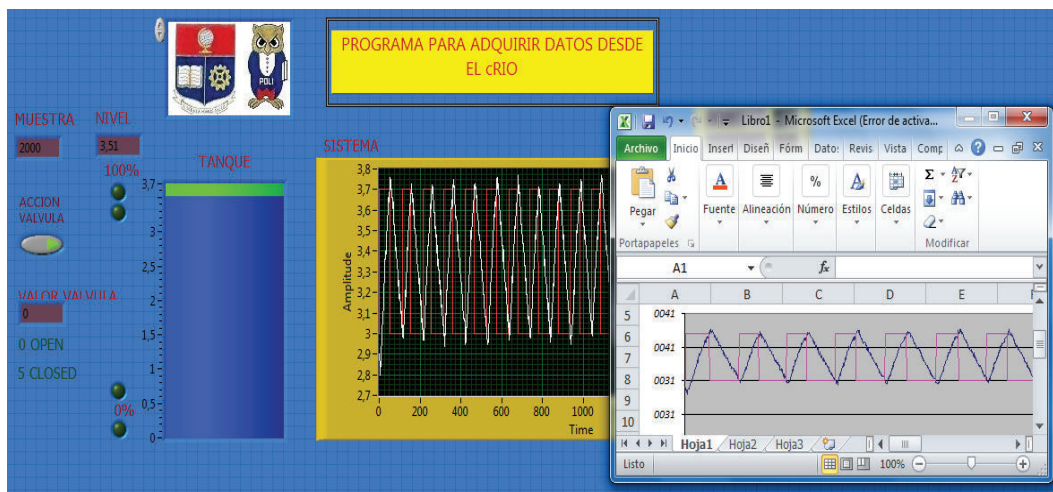 PROGRAMA PARA ADQUIRIR DATOS DESDE
EL cRIO
POLI
MUESTRA
NIVEL
2000
3,51
100%
TANQUE
ACCION
VALVULA
VALOR VALVULA
0
0 OPEN
5 CLOSED
0%
3,7
3
2,5
2
1,5
1
0,5
0
SISTEMA
Amplitude
3,8
3,7
3,6
3,5
3,4
3,3
3,2
3,1
3
2,9
2,8
2,7
0 200 400 600 800 1000
Time
Libro1 - Microsoft Excel (Error de activa...
Archivo Inicio Insert Diseñ Fórm Dato: Revis Vista Comp
Pegar
Fuente Alineación Número Estilos Celdas
Portapapeles
Modificar
A1
fx
A B C D E
5
6
7
8
9
10
0041
0041
0031
0031
Hoja1 Hoja2 Hoja3
Listo
100%